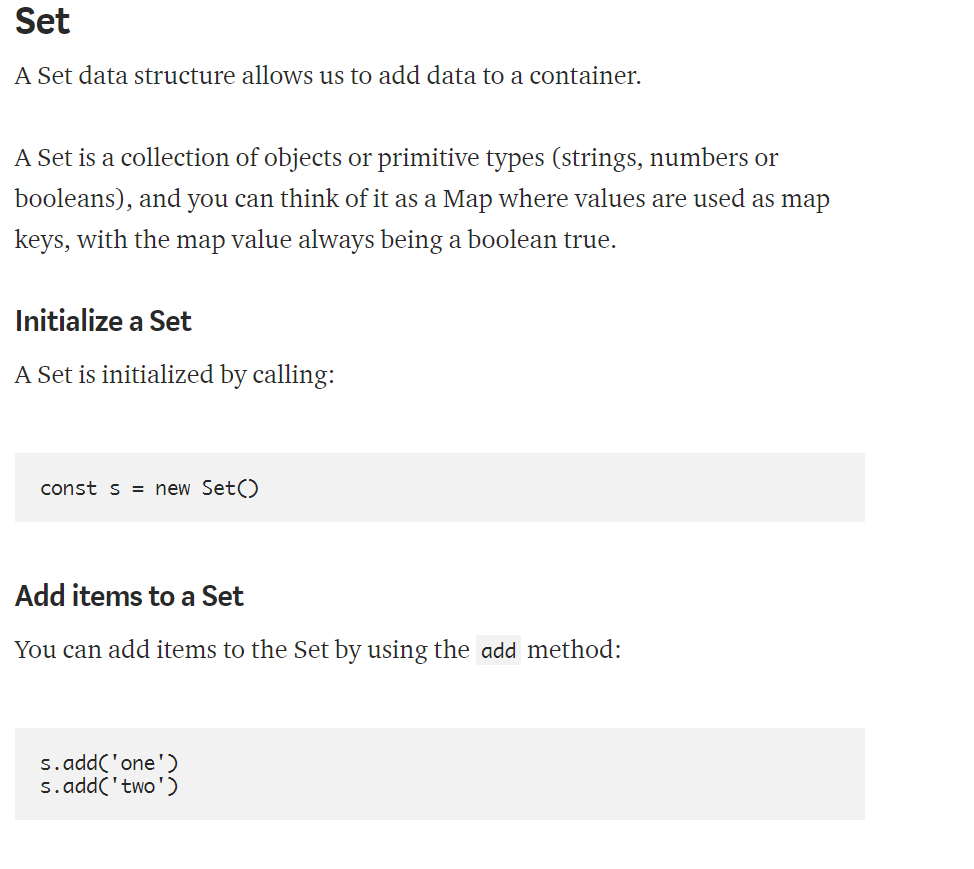 Set
A Set data structure allows us to add data to a container.
A Set is a collection of objects or primitive types (strings, numbers or
booleans), and you can think of it as a Map where values are used as map
keys, with the map value always being a boolean true.
Initialize a Set
A Set is initialized by calling:
const s = new Set()
Add items to a Set
You can add items to the Set by using the add method:
s.add('one')
s.add('two')